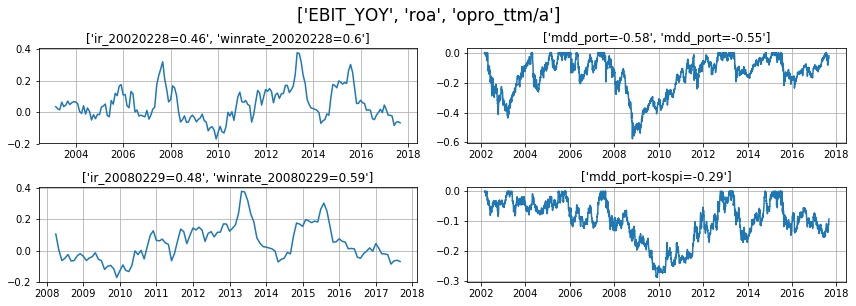 ['EBIT_YOY', 'roa', 'opro_ttm/a']
['ir_20020228=0.46', 'winrate_20020228=0.6']
0.4
0.2
0.0
−0.2
2004 2006 2008 2010 2012 2014 2016 2018
['mdd_port=-0.58', 'mdd_port=-0.55']
0.0
−0.2
−0.4
−0.6
2002 2004 2006 2008 2010 2012 2014 2016 2018
['ir_20080229=0.48', 'winrate_20080229=0.59']
0.4
0.2
0.0
−0.2
2008 2009 2010 2011 2012 2013 2014 2015 2016 2017 2018
['mdd_port-kospi=-0.29']
0.0
−0.1
−0.2
−0.3
2002 2004 2006 2008 2010 2012 2014 2016 2018